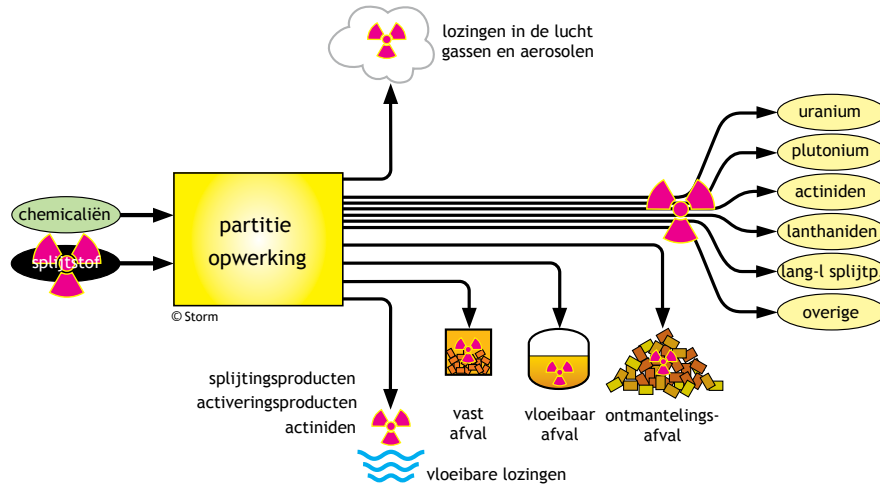 lozingen in de lucht
gassen en aerosolen
uranium
plutonium
actiniden
lanthaniden
lang-l splijtp.
overige
chemicaliën
splijtstof
partitie
opwerking
© Storm
splijtingsproducten
activeringsproducten
actiniden
vloeibare lozingen
vast
afval
vloeibaar
afval
ontmantelings-
afval